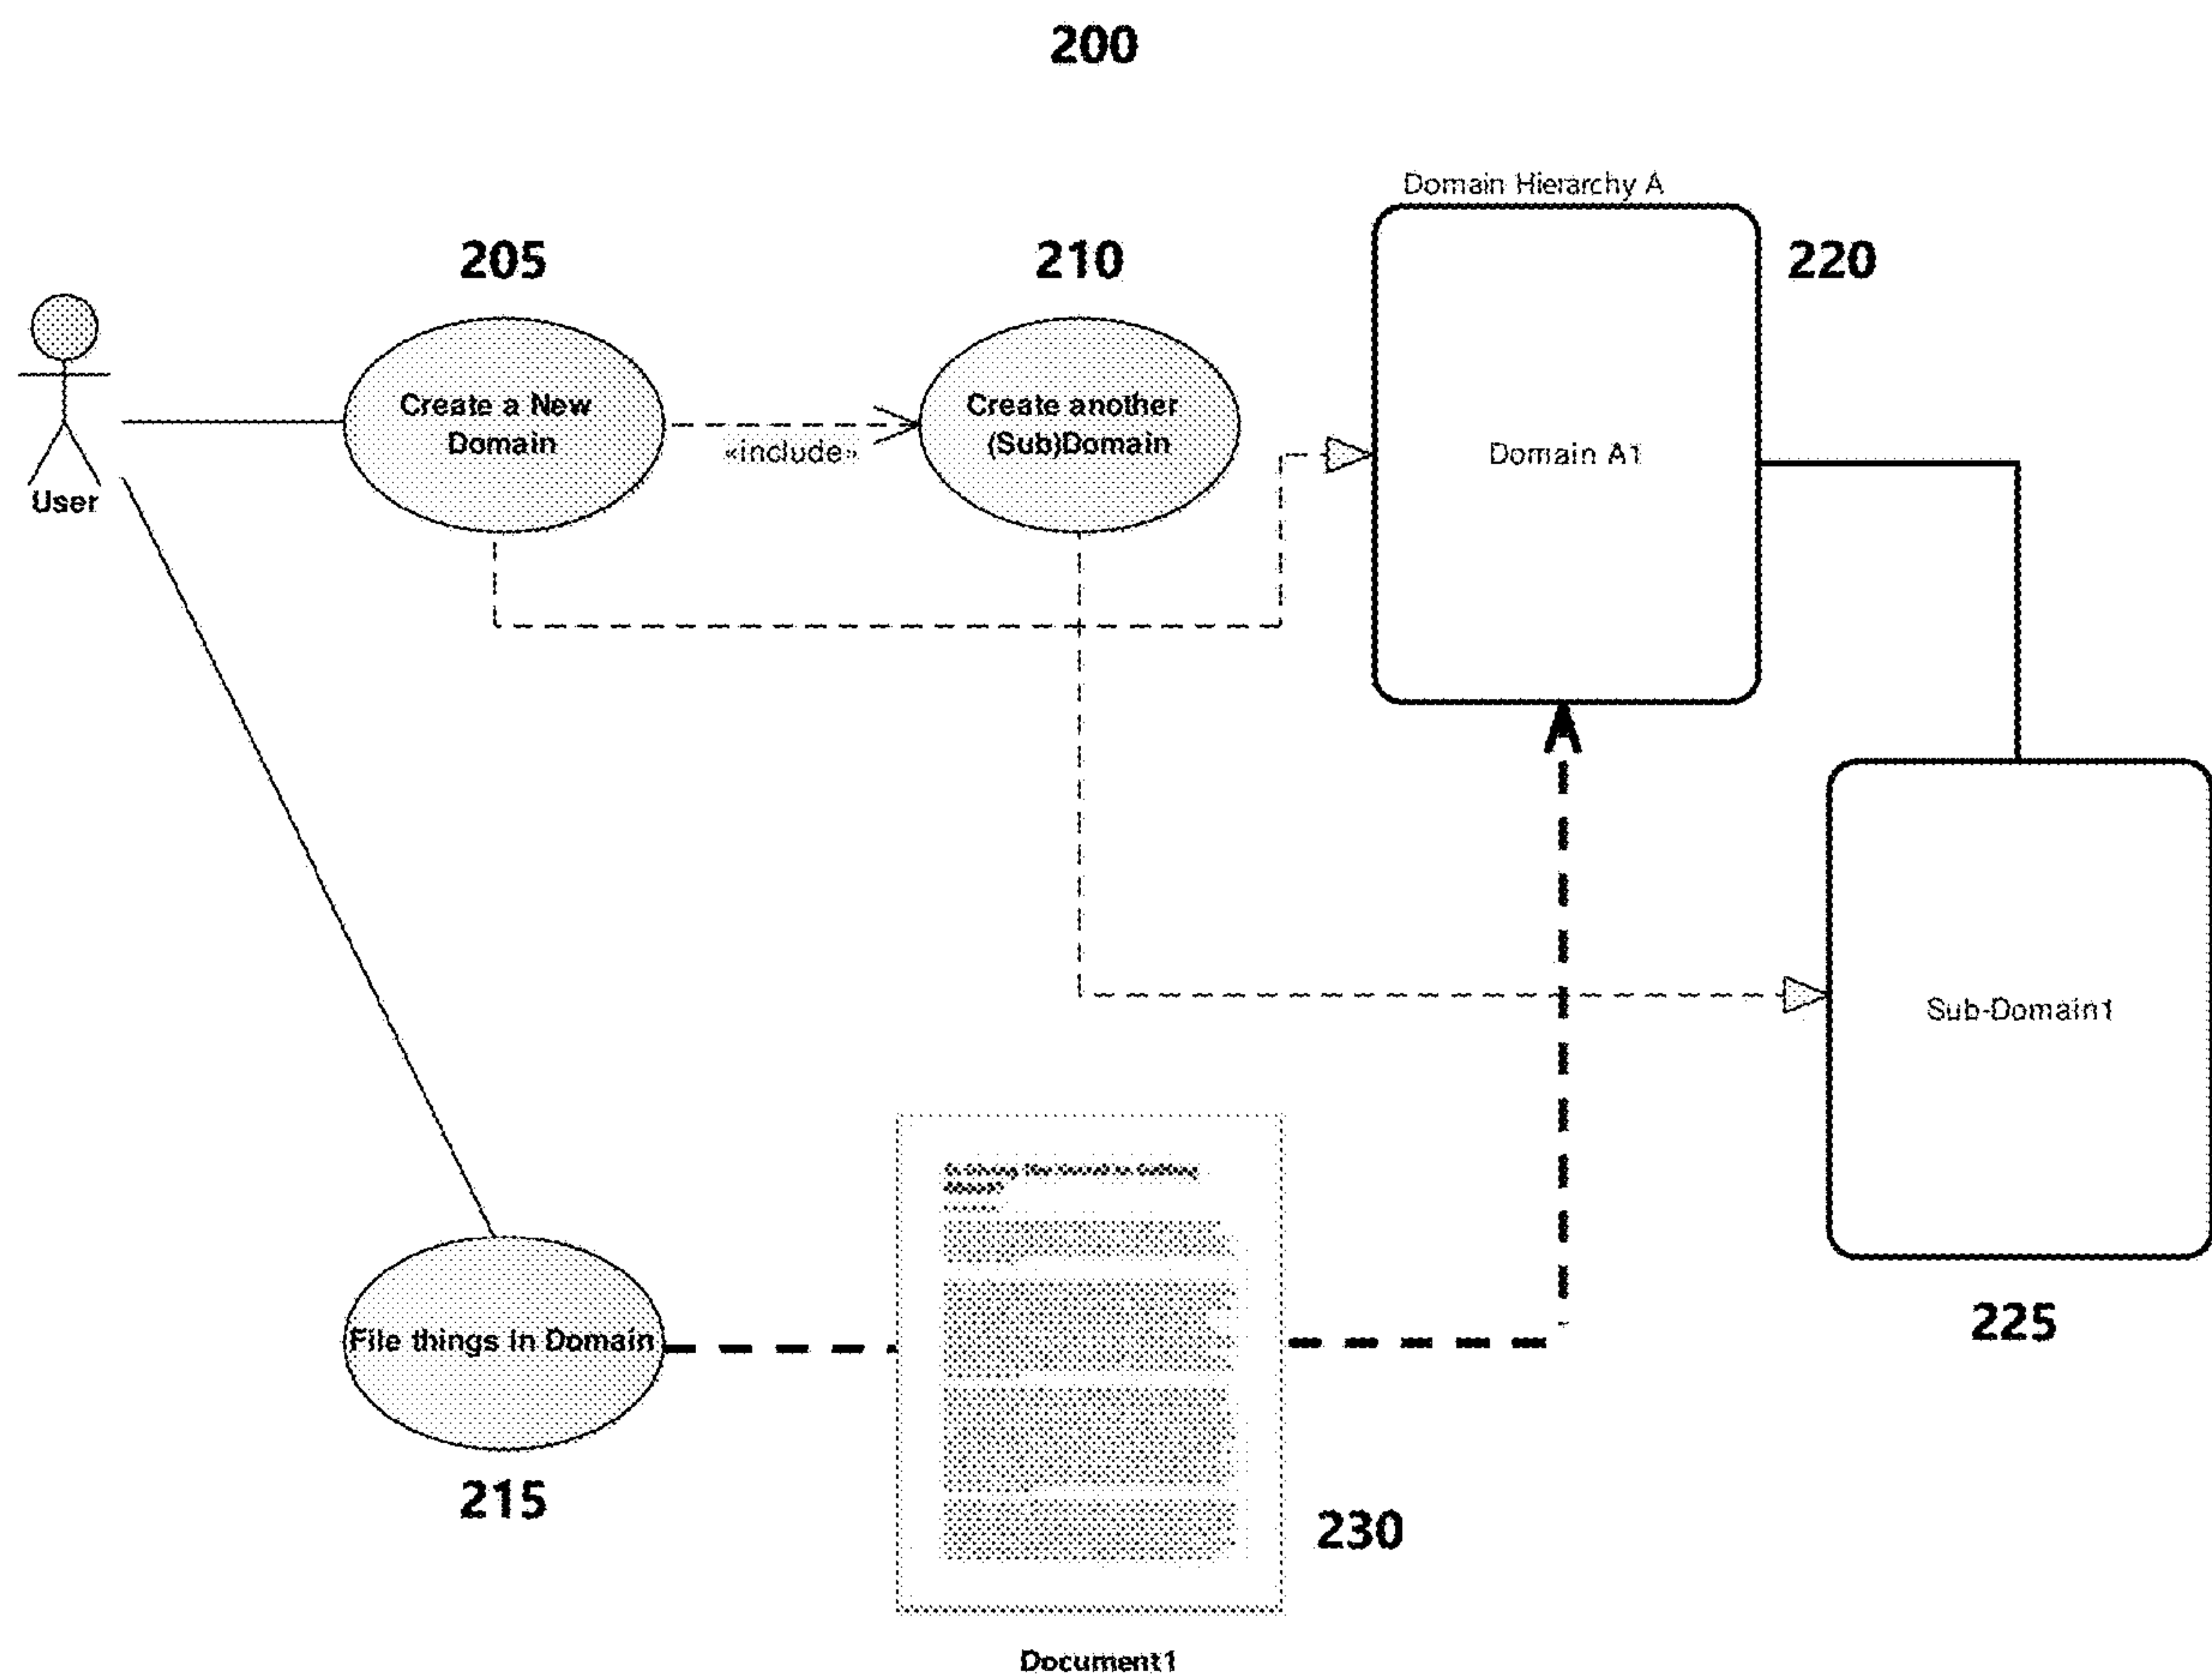 200
Domain Hierarchy A
205
210
220
Create a New
Domain
«include»
Create another
(Sub)Domain
Domain A1
User
Sub-Domain1
225
File things in Domain
215
230
Document1